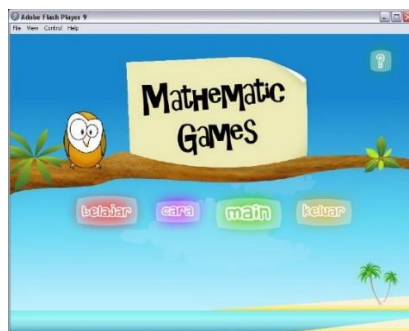 Adobe Flash Player 9
File View Control Help
?
MatHeMatic
GaMes
belajar cara main keluar